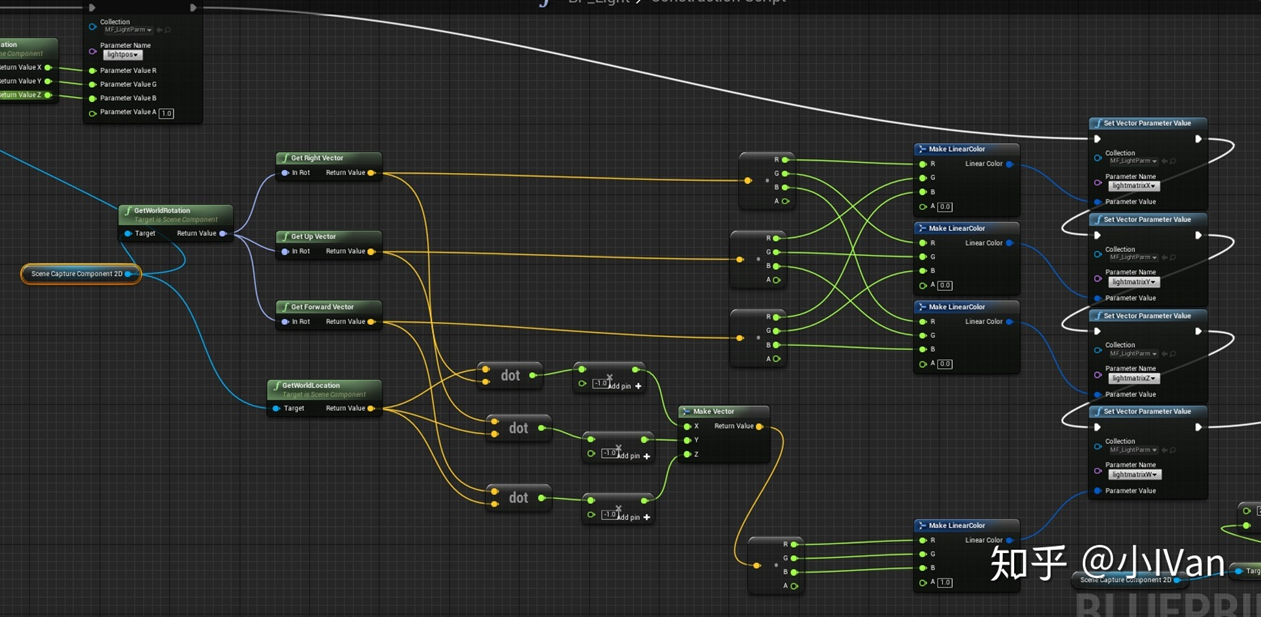 BP_Light > Construction Script
Collection
MF_LightParm
Parameter Name
lightpos
Parameter Value R
Parameter Value G
Parameter Value B
Parameter Value A 1.0
ation
ne Component
eturn Value X
eturn Value Y
eturn Value Z
GetWorldRotation
Target is Scene Component
Target Return Value
Scene Capture Component 2D
Get Right Vector
In Rot Return Value
Get Up Vector
In Rot Return Value
Get Forward Vector
In Rot Return Value
GetWorldLocation
Target is Scene Component
Target Return Value
dot
-1.0 Add pin +
dot
-1.0 Add pin +
dot
-1.0 Add pin +
Make Vector
X Return Value
Y
Z
R
G
B
A
R
G
B
A
R
G
B
A
R
G
B
A
Make LinearColor
R Linear Color
G
B
A 0.0
Make LinearColor
R Linear Color
G
B
A 0.0
Make LinearColor
R Linear Color
G
B
A 0.0
Make LinearColor
R Linear Color
G
B
A 1.0
Set Vector Parameter Value
Collection
MF_LightParm
Parameter Name
lightmatrixX
Parameter Value
Set Vector Parameter Value
Collection
MF_LightParm
Parameter Name
lightmatrixY
Parameter Value
Set Vector Parameter Value
Collection
MF_LightParm
Parameter Name
lightmatrixZ
Parameter Value
Set Vector Parameter Value
Collection
MF_LightParm
Parameter Name
lightmatrixW
Parameter Value
知乎 @小IVan
Scene Capture Component 2D
Targ
BLUEPRI